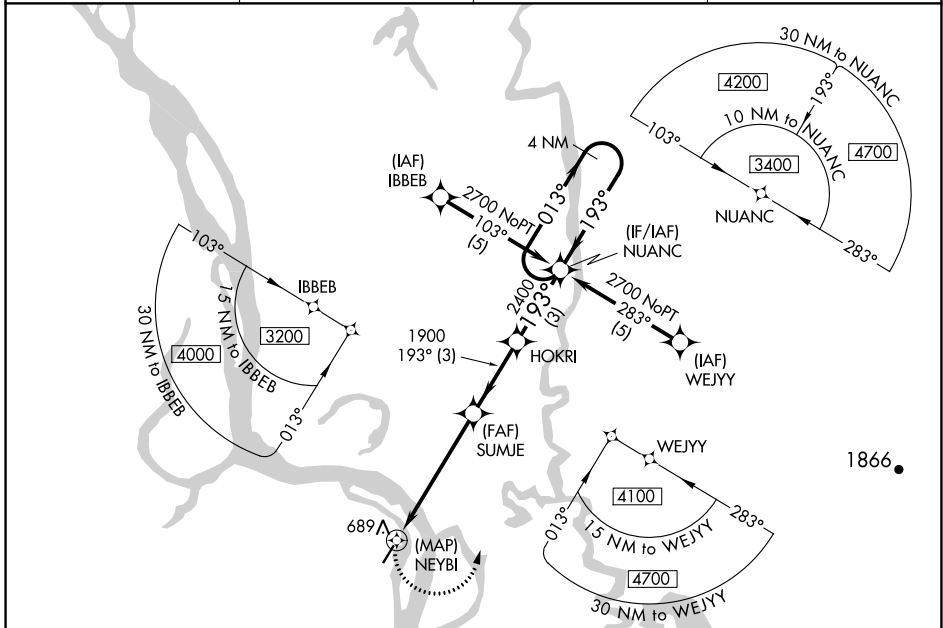 30 NM to NUANC
4200
193°
10 NM to NUANC
4700
103°
3400
NUANC
283°
4 NM
(IAF)
IBBEB
2700 NoPT
103°
(5)
013°
193°
(IF/IAF)
NUANC
103°
IBBEB
15 NM to IBBEB
3200
30 NM to IBBEB
4000
013°
2400
193°
(3)
2700 NoPT
283°
(5)
1900
193° (3)
HOKRI
(IAF)
WEJYY
(FAF)
SUMJE
WEJYY
1866
4100
013°
283°
15 NM to WEJYY
689
(MAP)
NEYBI
4700
30 NM to WEJYY